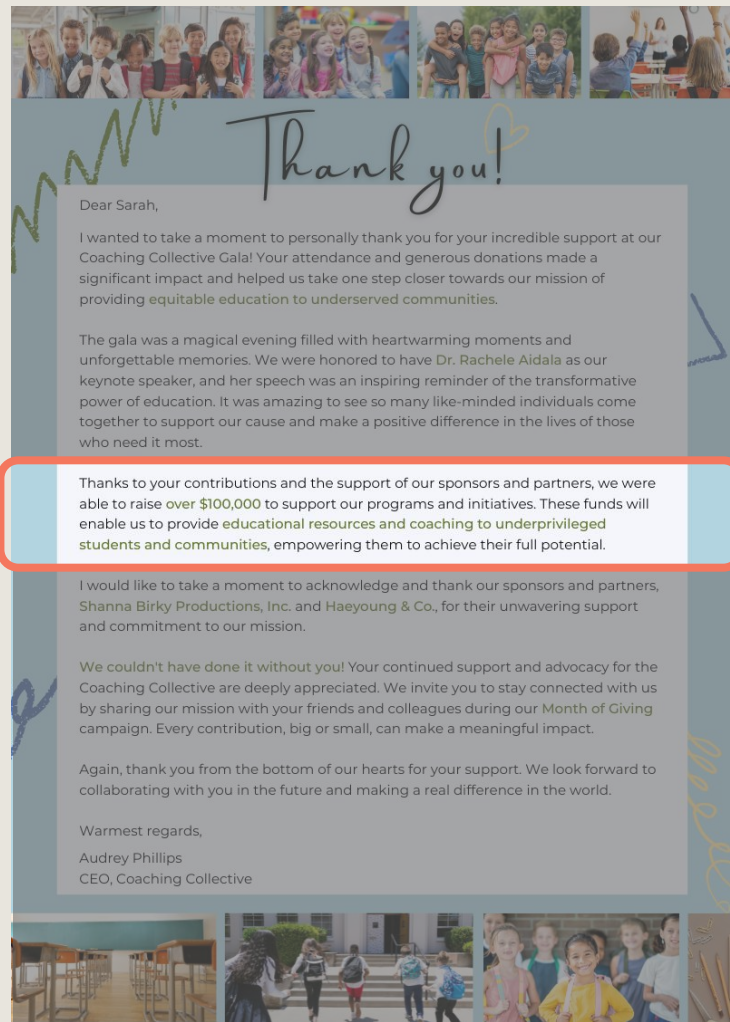 Thank you!
Dear Sarah,
I wanted to take a moment to personally thank you for your incredible support at our
Coaching Collective Gala! Your attendance and generous donations made a
significant impact and helped us take one step closer towards our mission of
providing equitable education to underserved communities.
The gala was a magical evening filled with heartwarming moments and
unforgettable memories. We were honored to have Dr. Rachele Aidala as our
keynote speaker, and her speech was an inspiring reminder of the transformative
power of education. It was amazing to see so many like-minded individuals come
together to support our cause and make a positive difference in the lives of those
who need it most.
Thanks to your contributions and the support of our sponsors and partners, we were
able to raise over $100,000 to support our programs and initiatives. These funds will
enable us to provide educational resources and coaching to underprivileged
students and communities, empowering them to achieve their full potential.
I would like to take a moment to acknowledge and thank our sponsors and partners,
Shanna Birky Productions, Inc. and Haeyoung & Co., for their unwavering support
and commitment to our mission.
We couldn't have done it without you! Your continued support and advocacy for the
Coaching Collective are deeply appreciated. We invite you to stay connected with us
by sharing our mission with your friends and colleagues during our Month of Giving
campaign. Every contribution, big or small, can make a meaningful impact.
Again, thank you from the bottom of our hearts for your support. We look forward to
collaborating with you in the future and making a real difference in the world.
Warmest regards,
Audrey Phillips
CEO, Coaching Collective